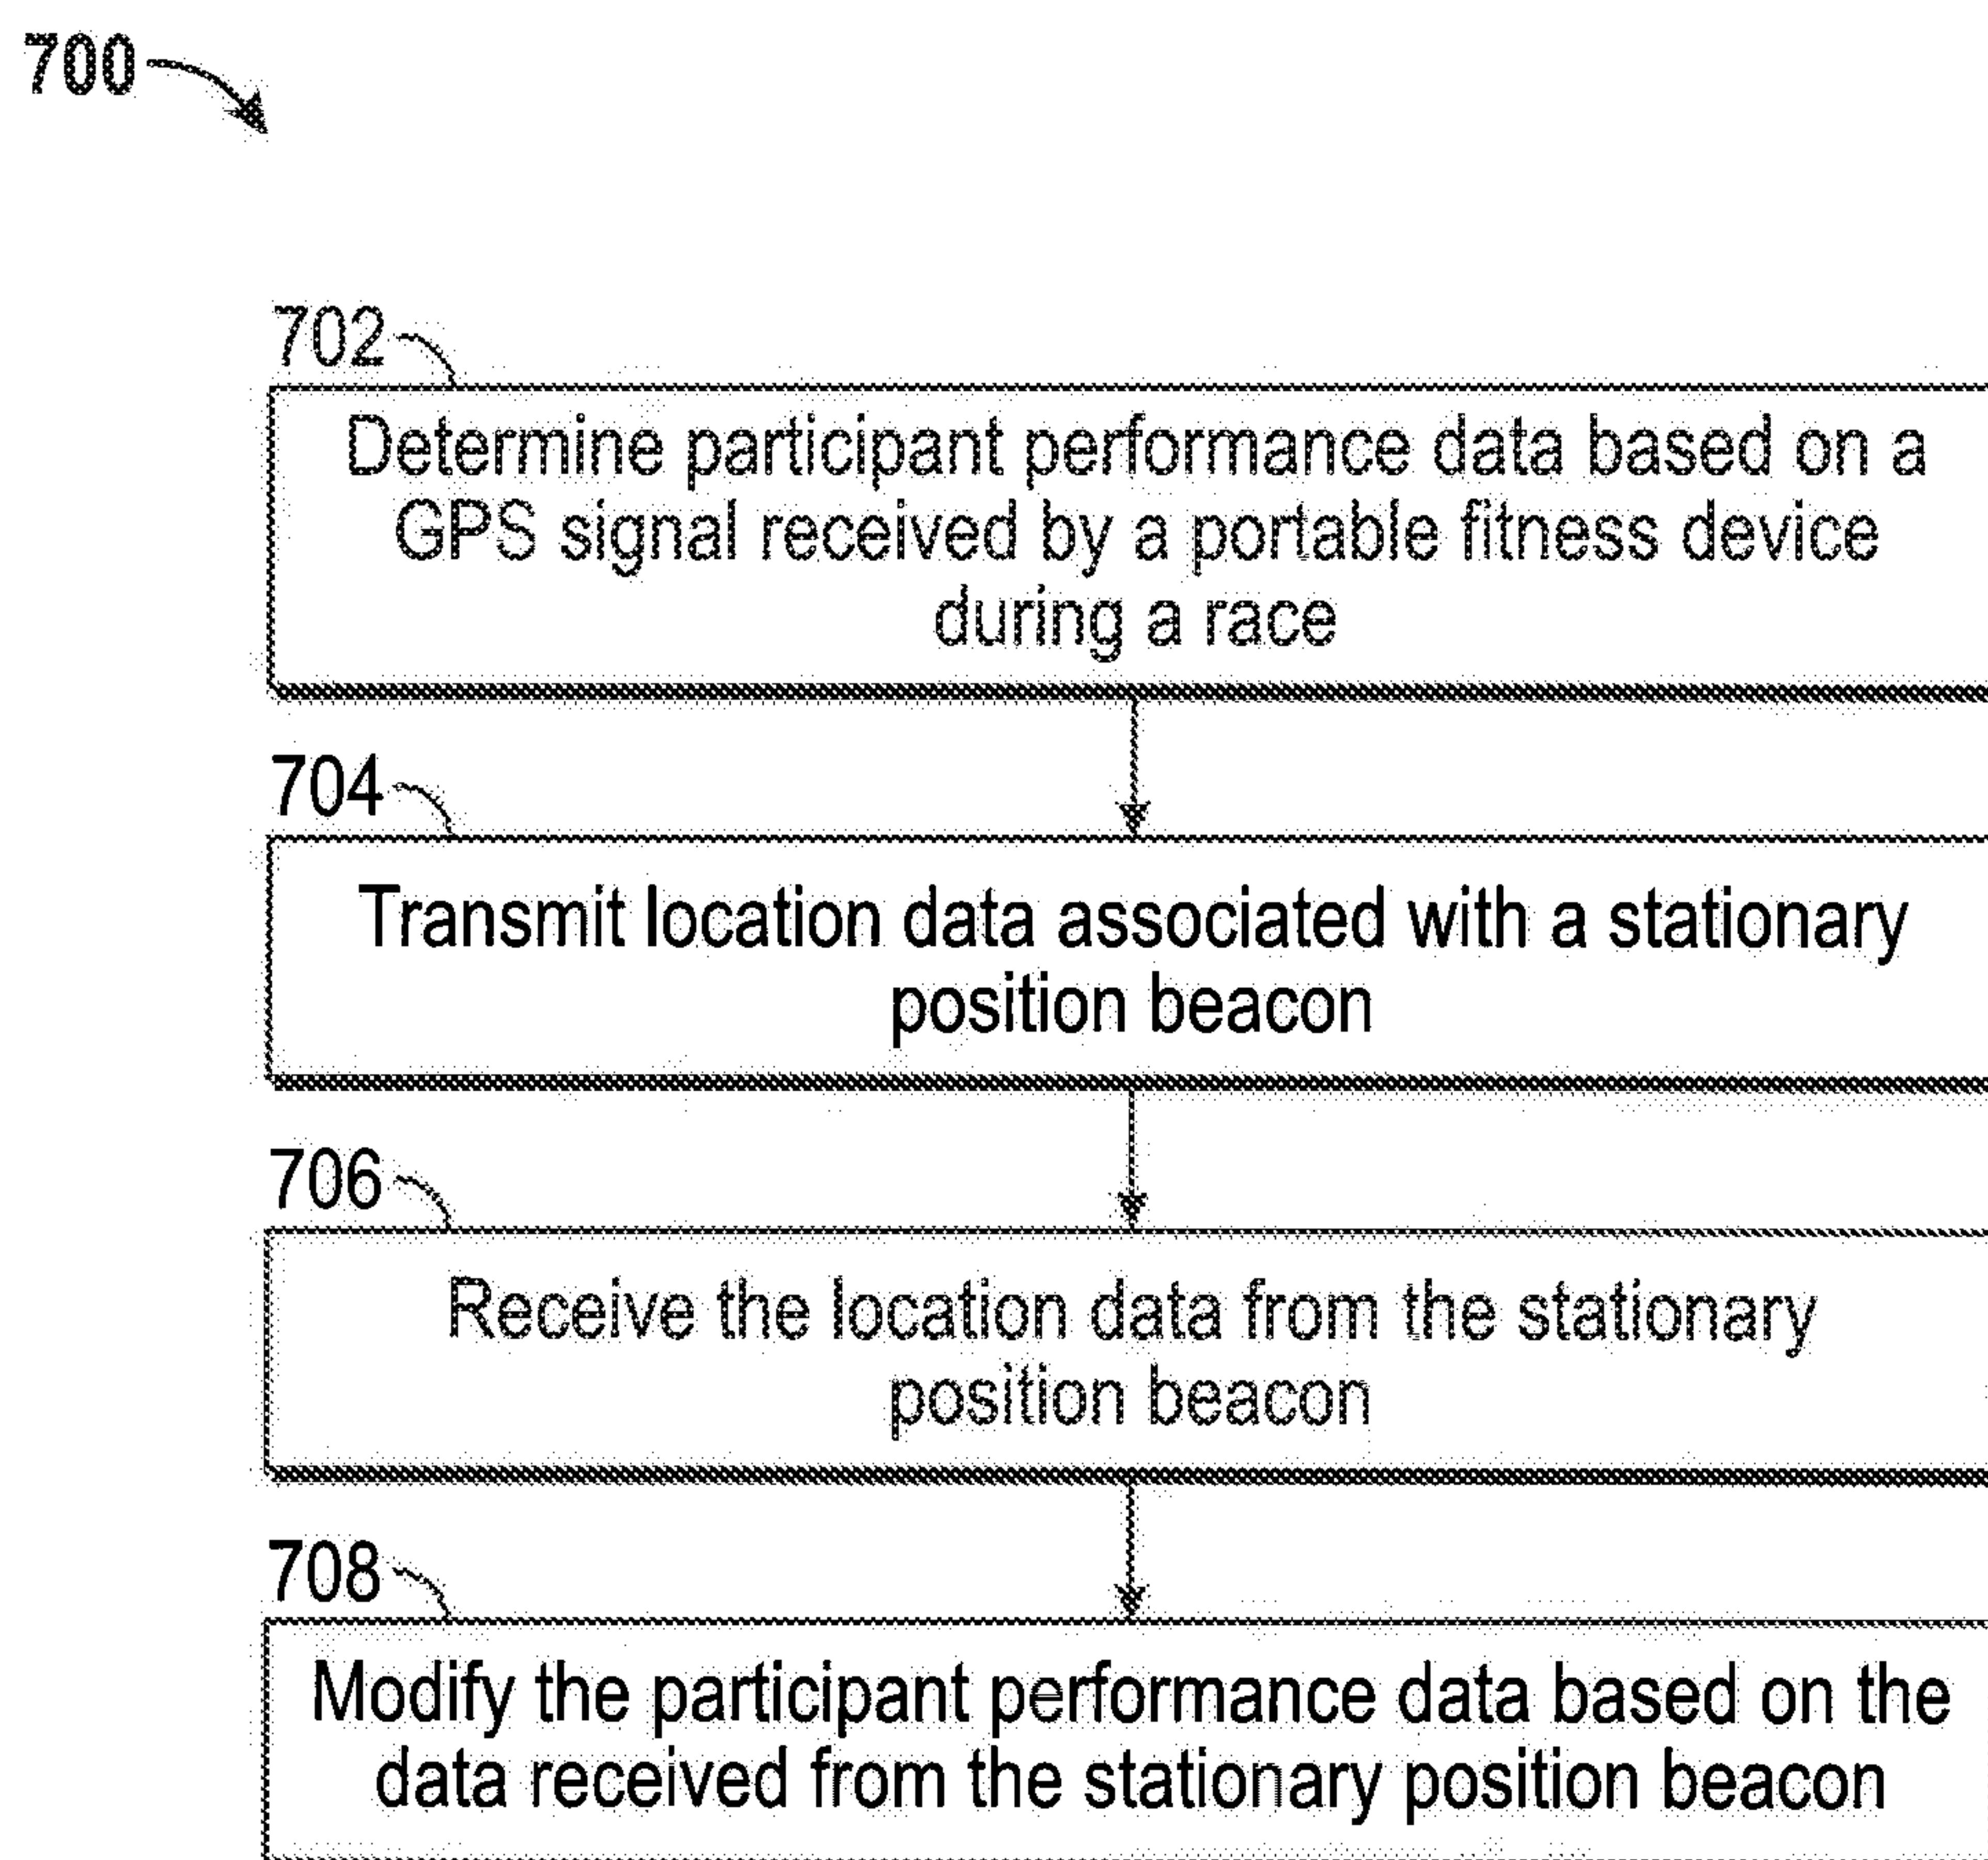 700
702
Determine participant performance data based on a
GPS signal received by a portable fitness device
during a race
704
Transmit location data associated with a stationary
position beacon
706
Receive the location data from the stationary
position beacon
708
Modify the participant performance data based on the
data received from the stationary position beacon